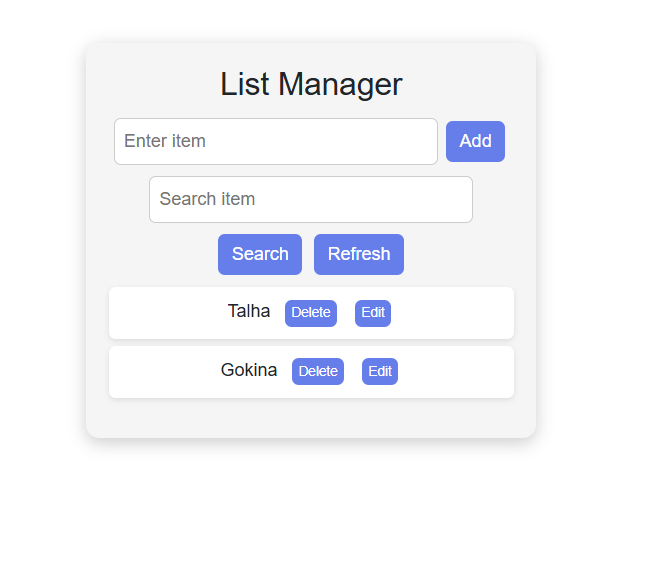 List Manager
Enter item Add
Search item
Search Refresh
Talha Delete Edit
Gokina Delete Edit